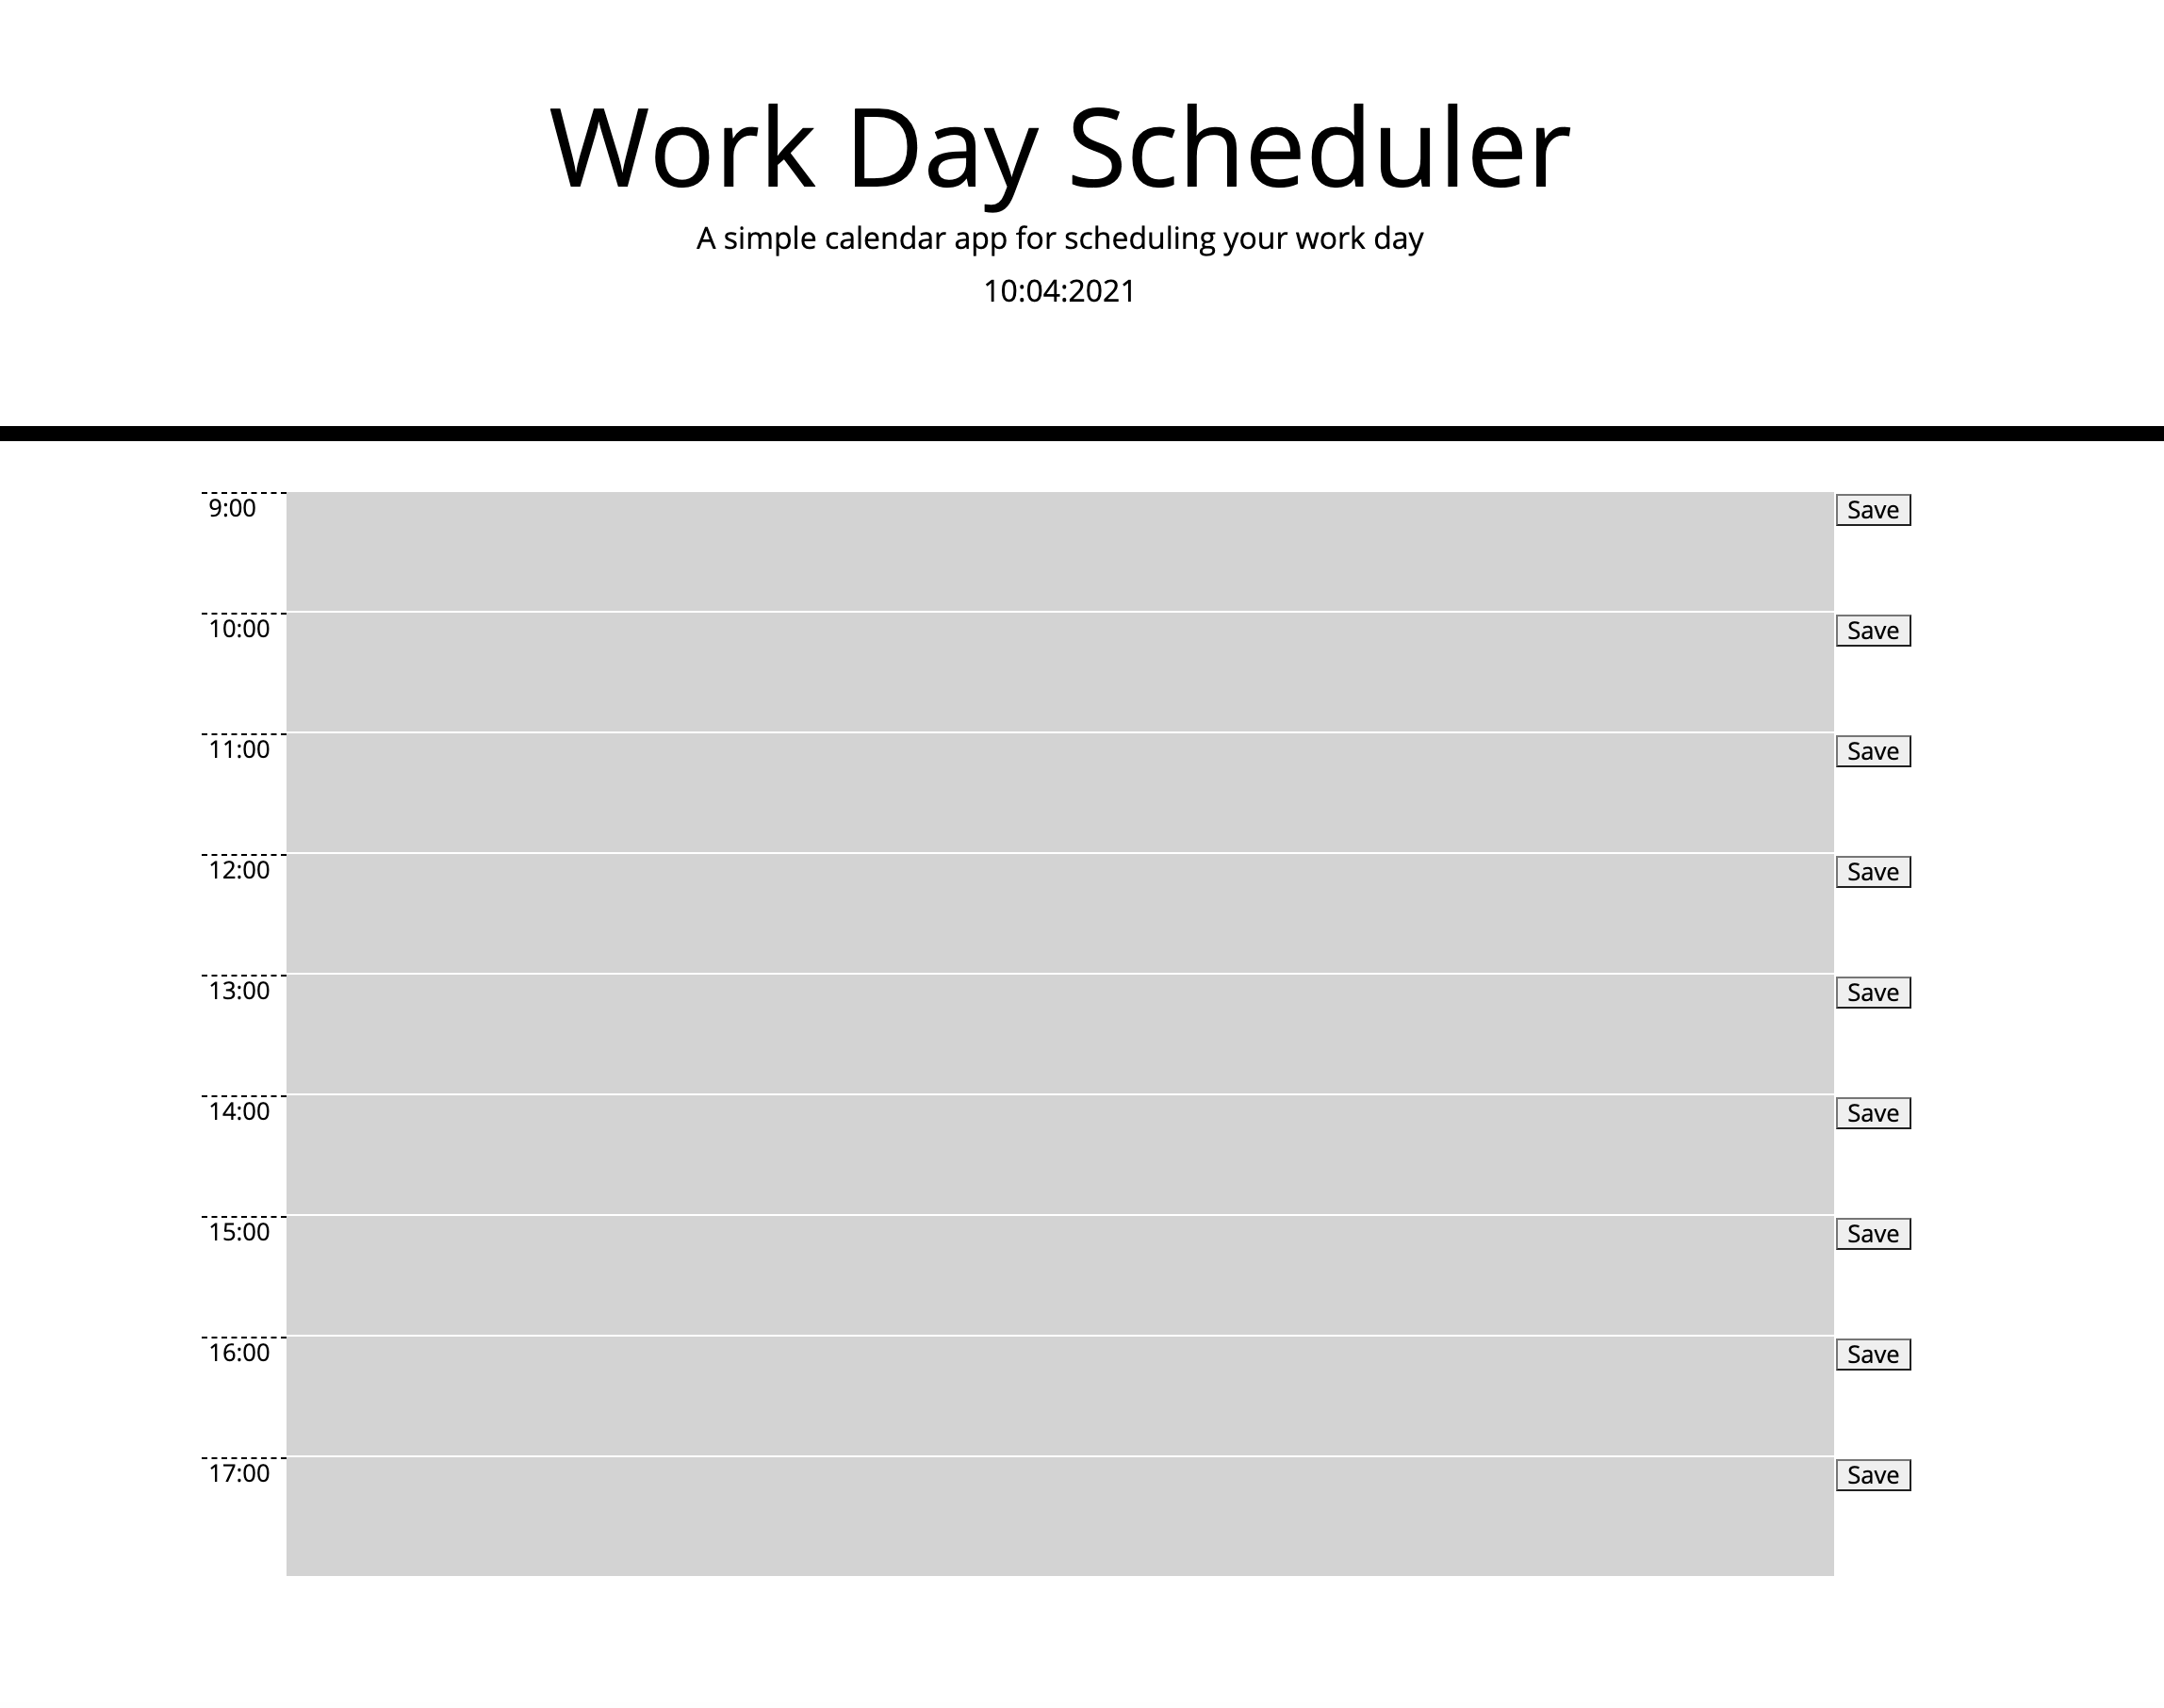 Work Day Scheduler
A simple calendar app for scheduling your work day
10:04:2021
9:00 Save
10:00 Save
11:00 Save
12:00 Save
13:00 Save
14:00 Save
15:00 Save
16:00 Save
17:00 Save